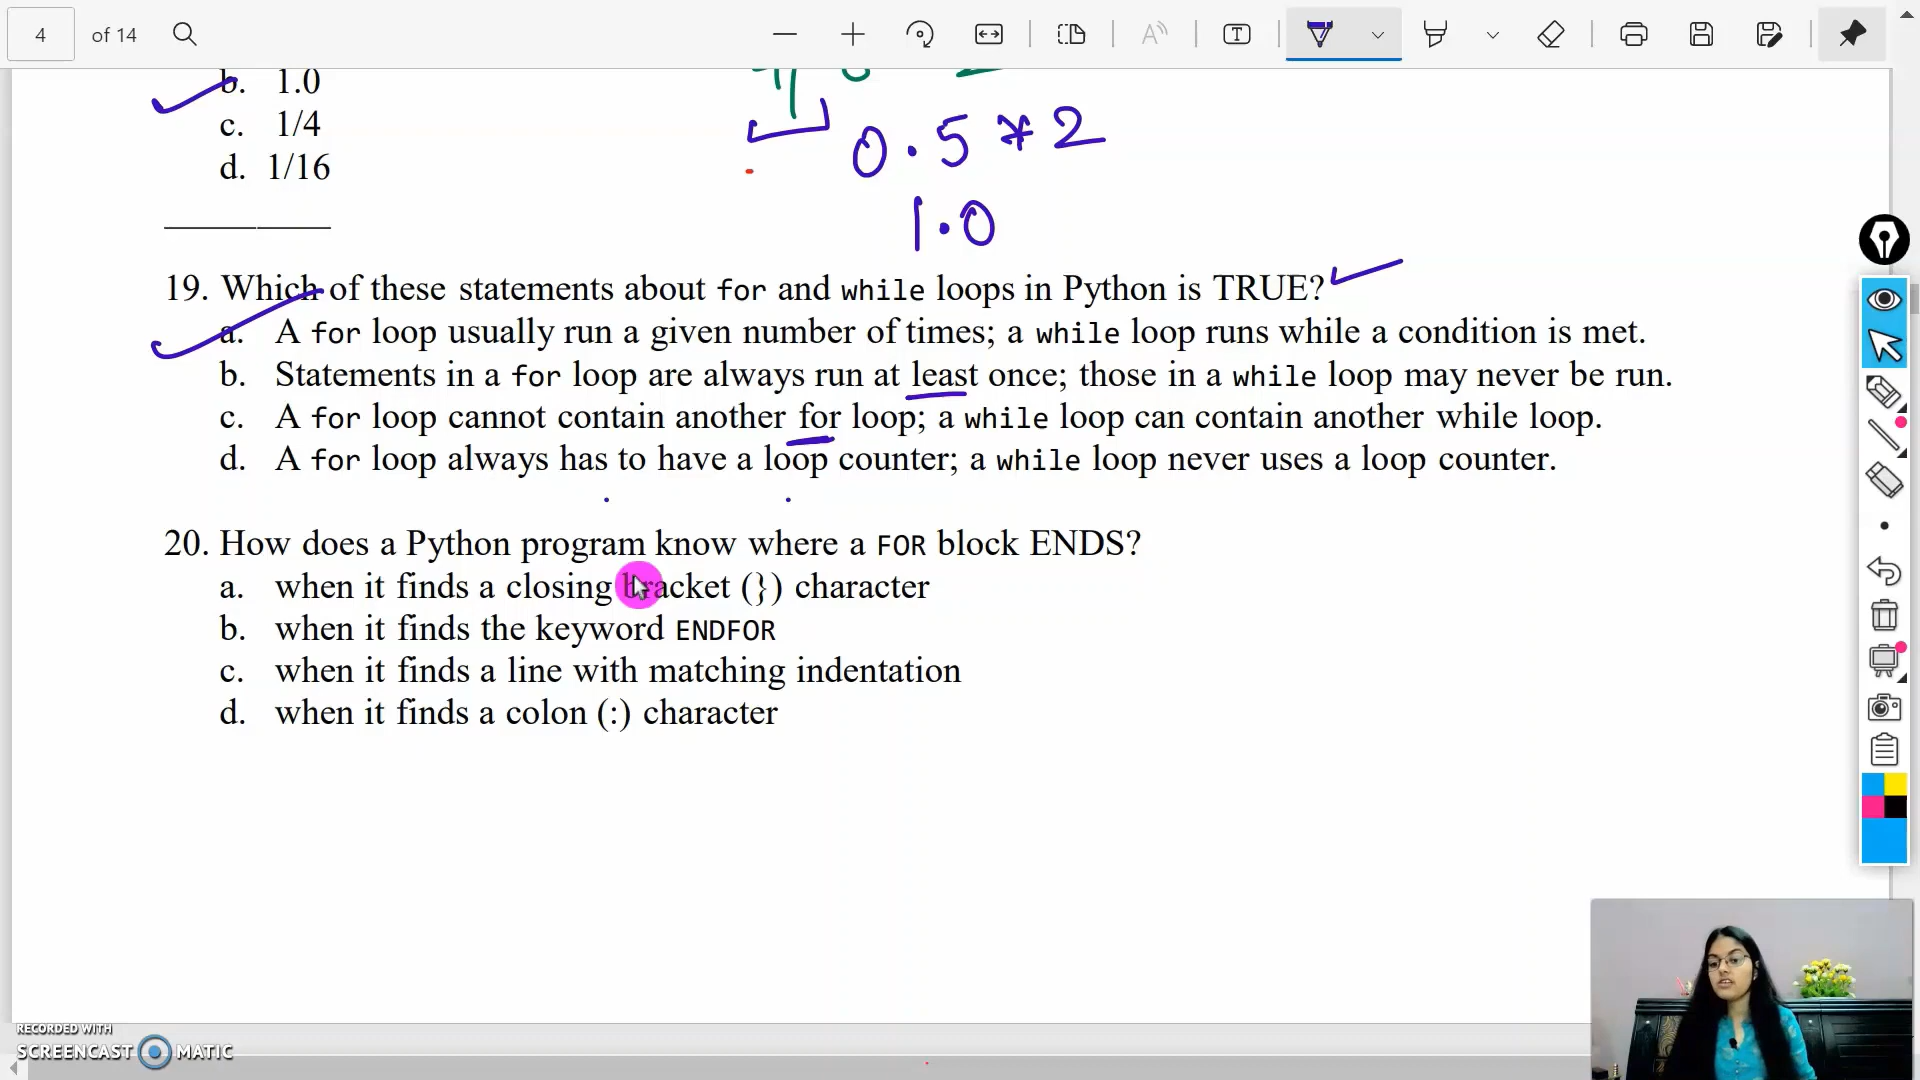 4 of 14
b. 1.0
c. 1/4
d. 1/16
0.5 * 2
1.0
19. Which of these statements about for and while loops in Python is TRUE?
a. A for loop usually run a given number of times; a while loop runs while a condition is met.
b. Statements in a for loop are always run at least once; those in a while loop may never be run.
c. A for loop cannot contain another for loop; a while loop can contain another while loop.
d. A for loop always has to have a loop counter; a while loop never uses a loop counter.
20. How does a Python program know where a FOR block ENDS?
a. when it finds a closing bracket (}) character
b. when it finds the keyword ENDFOR
c. when it finds a line with matching indentation
d. when it finds a colon (:) character
RECORDED WITH
SCREENCAST MATIC